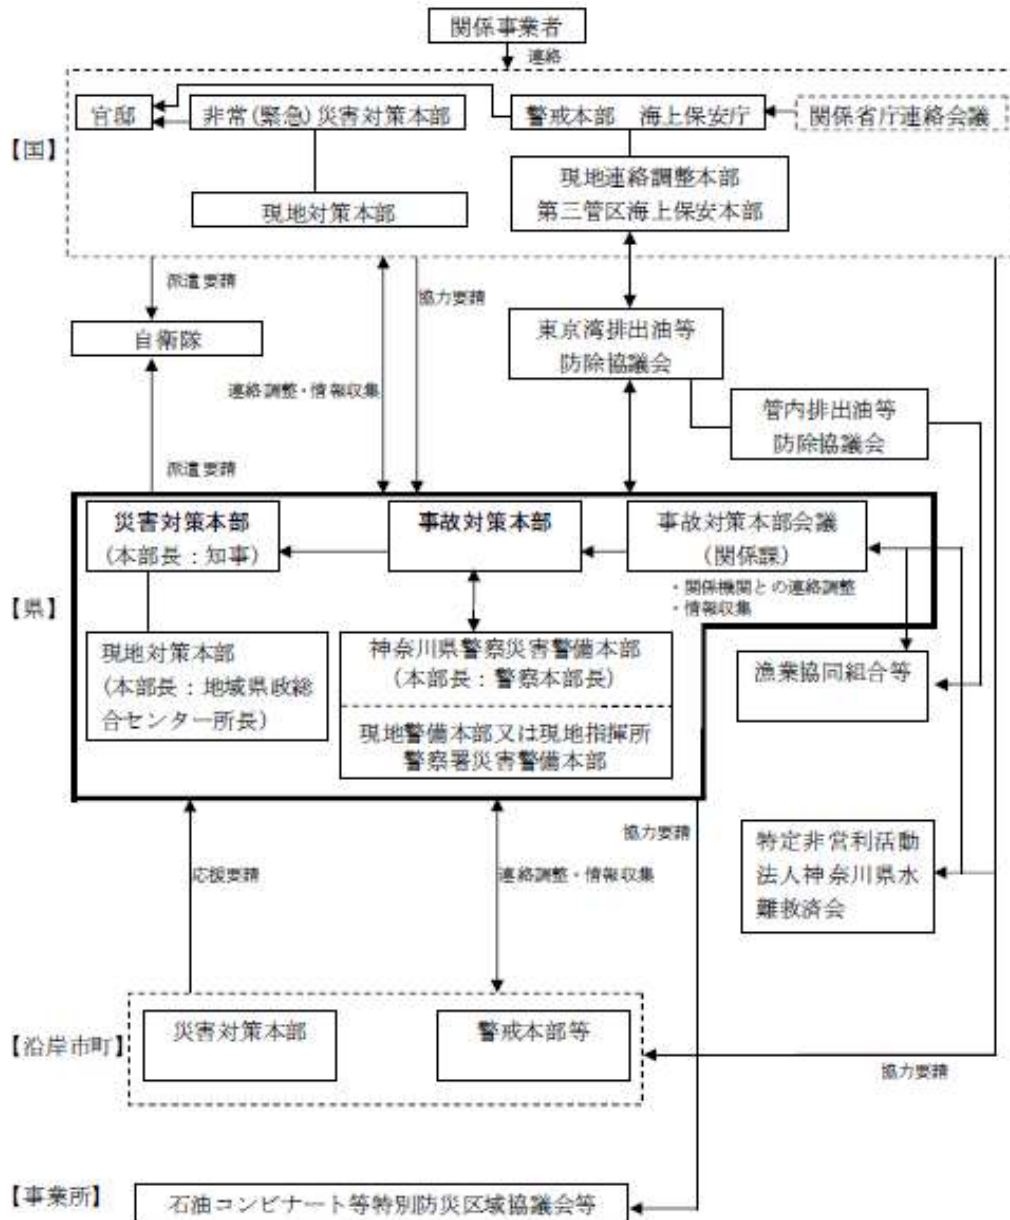 関係事業者
連絡
官邸
非常(緊急)災害対策本部
警戒本部　海上保安庁
関係省庁連絡会議
【国】
現地対策本部
現地連絡調整本部
第三管区海上保安本部
派遣要請
協力要請
自衛隊
東京湾排出油等
防除協議会
連絡調整・情報収集
管内排出油等
防除協議会
派遣要請
災害対策本部
(本部長：知事)
事故対策本部
事故対策本部会議
(関係課)
・関係機関との連絡調整
・情報収集
【県】
現地対策本部
(本部長：地域県政総
合センター所長)
神奈川県警察災害警備本部
(本部長：警察本部長)
現地警備本部又は現地指揮所
警察署災害警備本部
漁業協同組合等
協力要請
特定非営利活動
法人神奈川県水
難救済会
応援要請
連絡調整・情報収集
【沿岸市町】
災害対策本部
警戒本部等
協力要請
【事業所】
石油コンビナート等特別防災区域協議会等